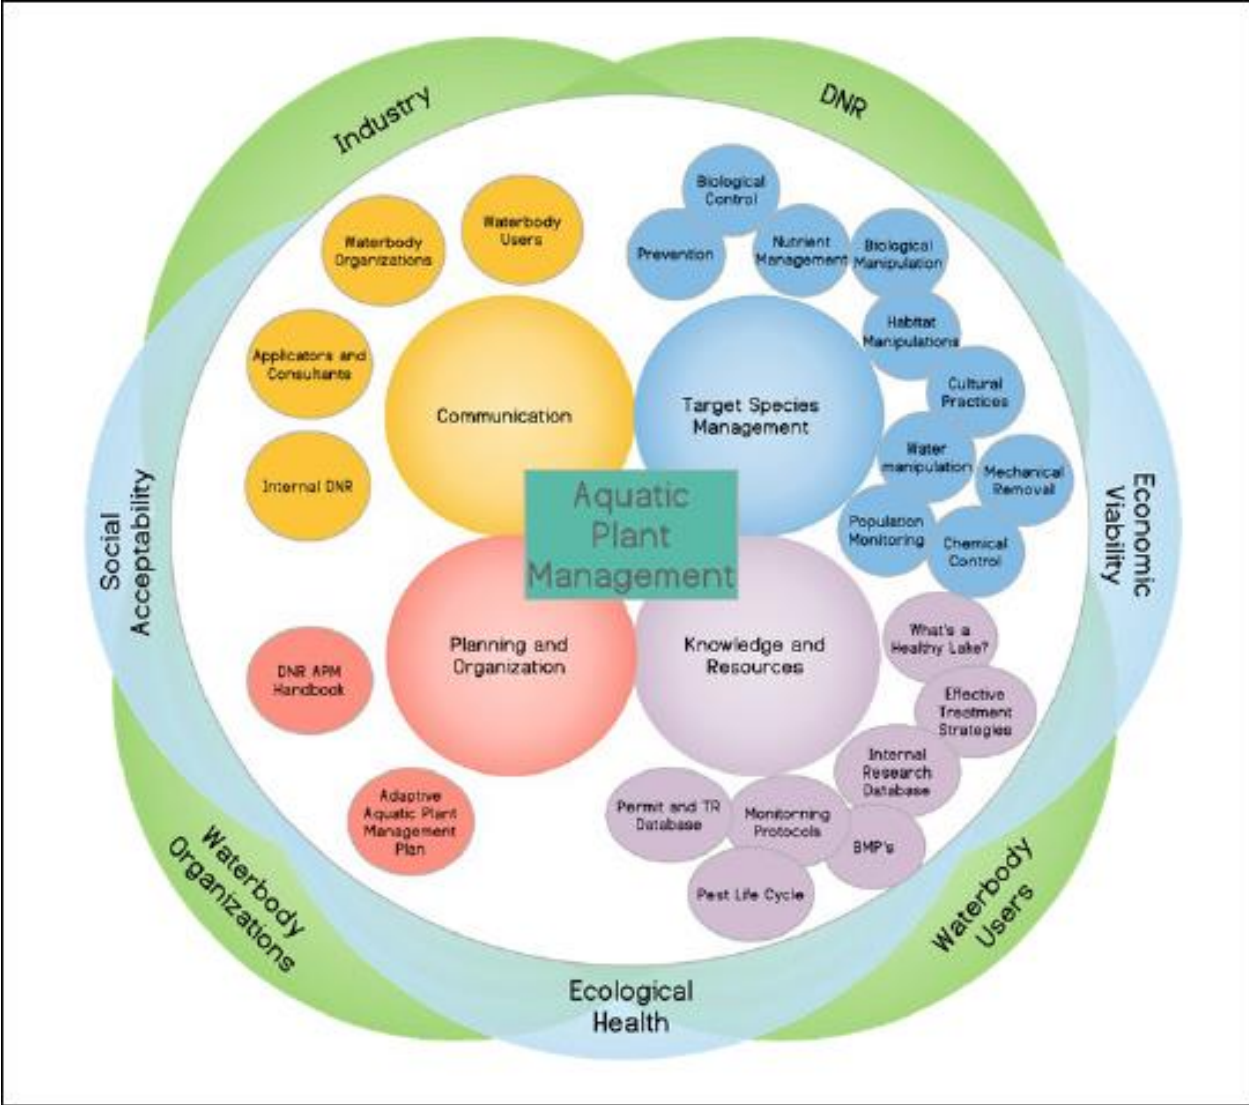 Industry
DNR
Biological
Control
Waterbody
Users
Waterbody
Organizations
Prevention
Nutrient
Management
Biological
Manipulation
Habitat
Manipulations
Applicators and
Consultants
Cultural
Practices
Communication
Target Species
Management
Water
manipulation
Mechanical
Removal
Internal DNR
Aquatic
Plant
Management
Population
Monitoring
Chemical
Control
Social
Acceptability
Economic
Viability
What's a
Healthy Lake?
Planning and
Organization
Knowledge and
Resources
DNR APM
Handbook
Effective
Treatment
Strategies
Internal
Research
Database
Adaptive
Aquatic Plant
Management
Plan
Permit and TR
Database
Monitorning
Protocols
BMP's
Pest Life Cycle
Waterbody
Organizations
Waterbody
Users
Ecological
Health